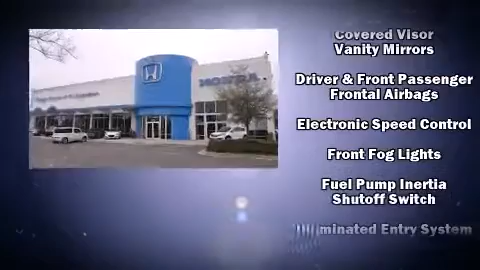 HONDA
Covered Visor
Vanity Mirrors
Driver & Front Passenger
Frontal Airbags
Electronic Speed Control
Front Fog Lights
Fuel Pump Inertia
Shutoff Switch
Illuminated Entry System